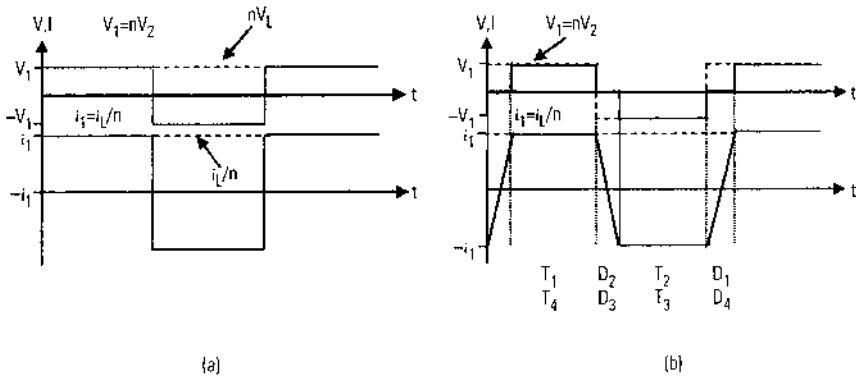 V,I
V₁=nV₂
nV_L
V₁
t
-V₁
i₁=i_L/n
i₁
i_L/n
-i₁
t
(a)
V,I
V₁=nV₂
V₁
t
-V₁
i₁=i_L/n
i₁
t
-i₁
T₁ D₂ T₂ D₁
T₄ D₃ T₃ D₄
(b)